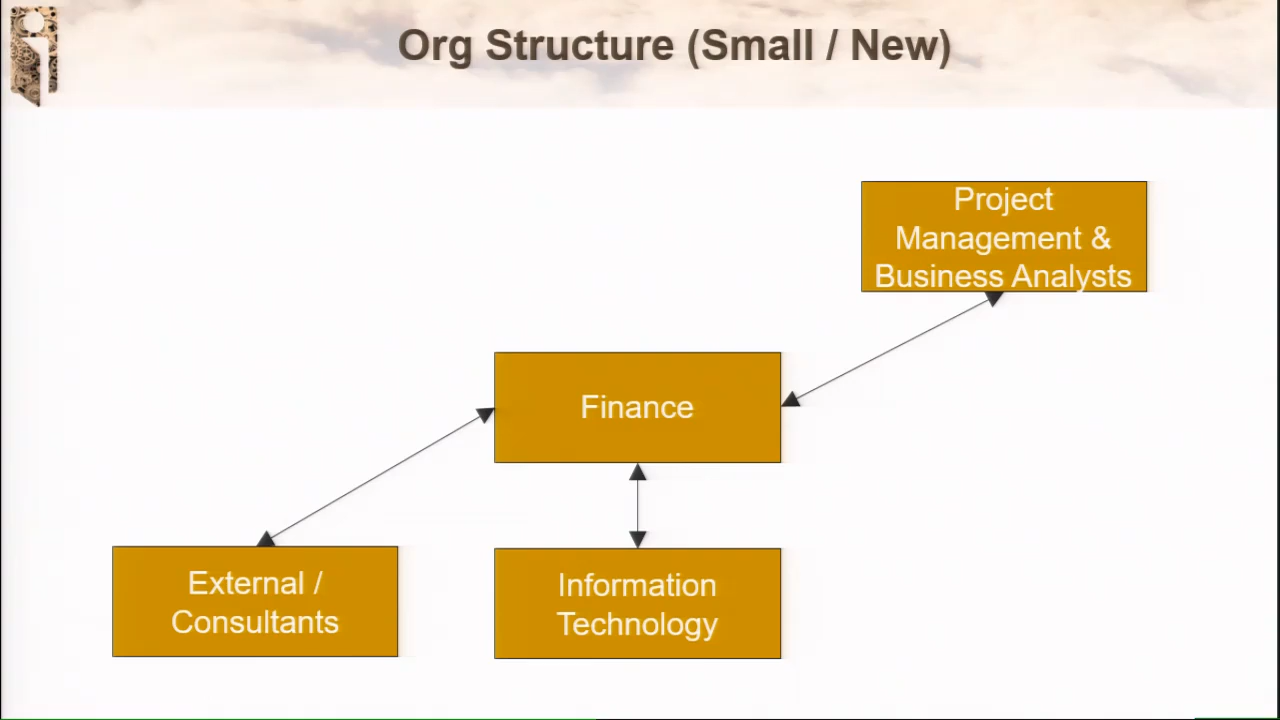 Org Structure (Small / New)
Project
Management &
Business Analysts
Finance
External /
Consultants
Information
Technology